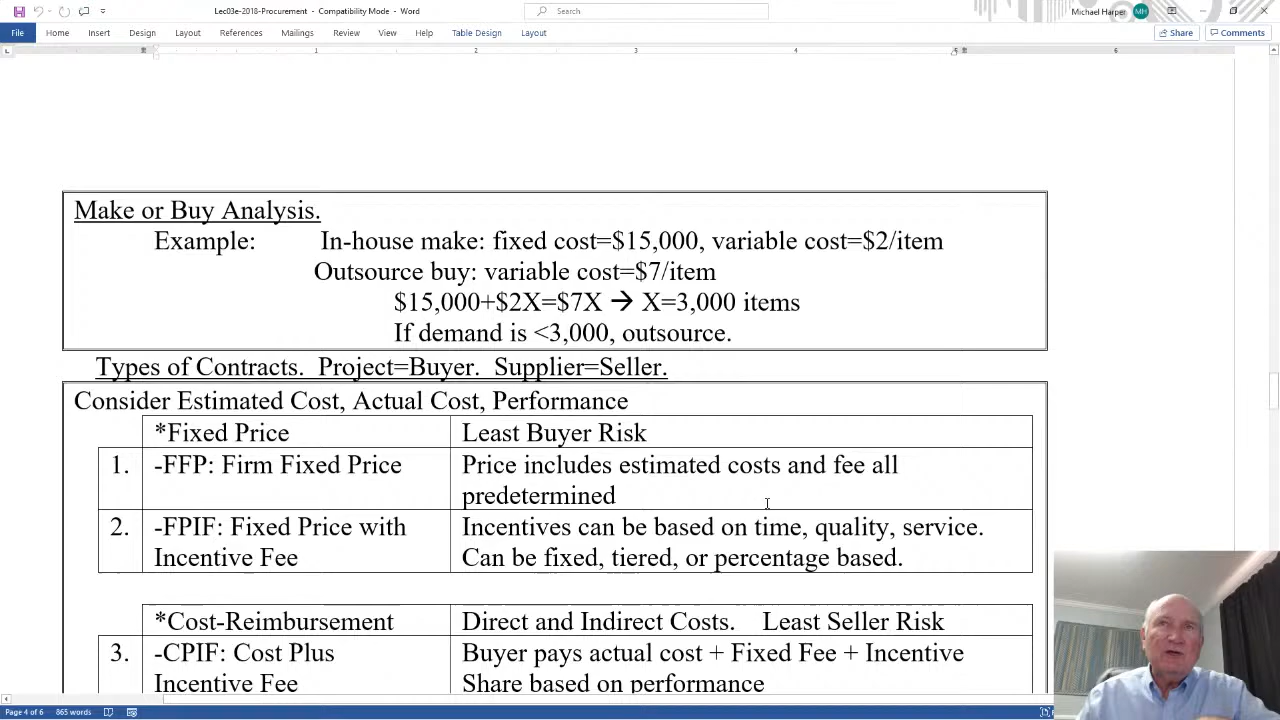 Lec03e-2018-Procurement - Compatibility Mode - Word
Search
Michael Harper
MH
File Home Insert Design Layout References Mailings Review View Help Table Design Layout
Share Comments
1 2 3 4 5 6
Make or Buy Analysis.
Example: In-house make: fixed cost=$15,000, variable cost=$2/item
Outsource buy: variable cost=$7/item
$15,000+$2X=$7X → X=3,000 items
If demand is <3,000, outsource.
Types of Contracts. Project=Buyer. Supplier=Seller.
Consider Estimated Cost, Actual Cost, Performance
*Fixed Price Least Buyer Risk
1. -FFP: Firm Fixed Price Price includes estimated costs and fee all
predetermined
2. -FPIF: Fixed Price with Incentives can be based on time, quality, service.
Incentive Fee Can be fixed, tiered, or percentage based.
*Cost-Reimbursement Direct and Indirect Costs. Least Seller Risk
3. -CPIF: Cost Plus Buyer pays actual cost + Fixed Fee + Incentive
Incentive Fee Share based on performance
Page 4 of 6 865 words